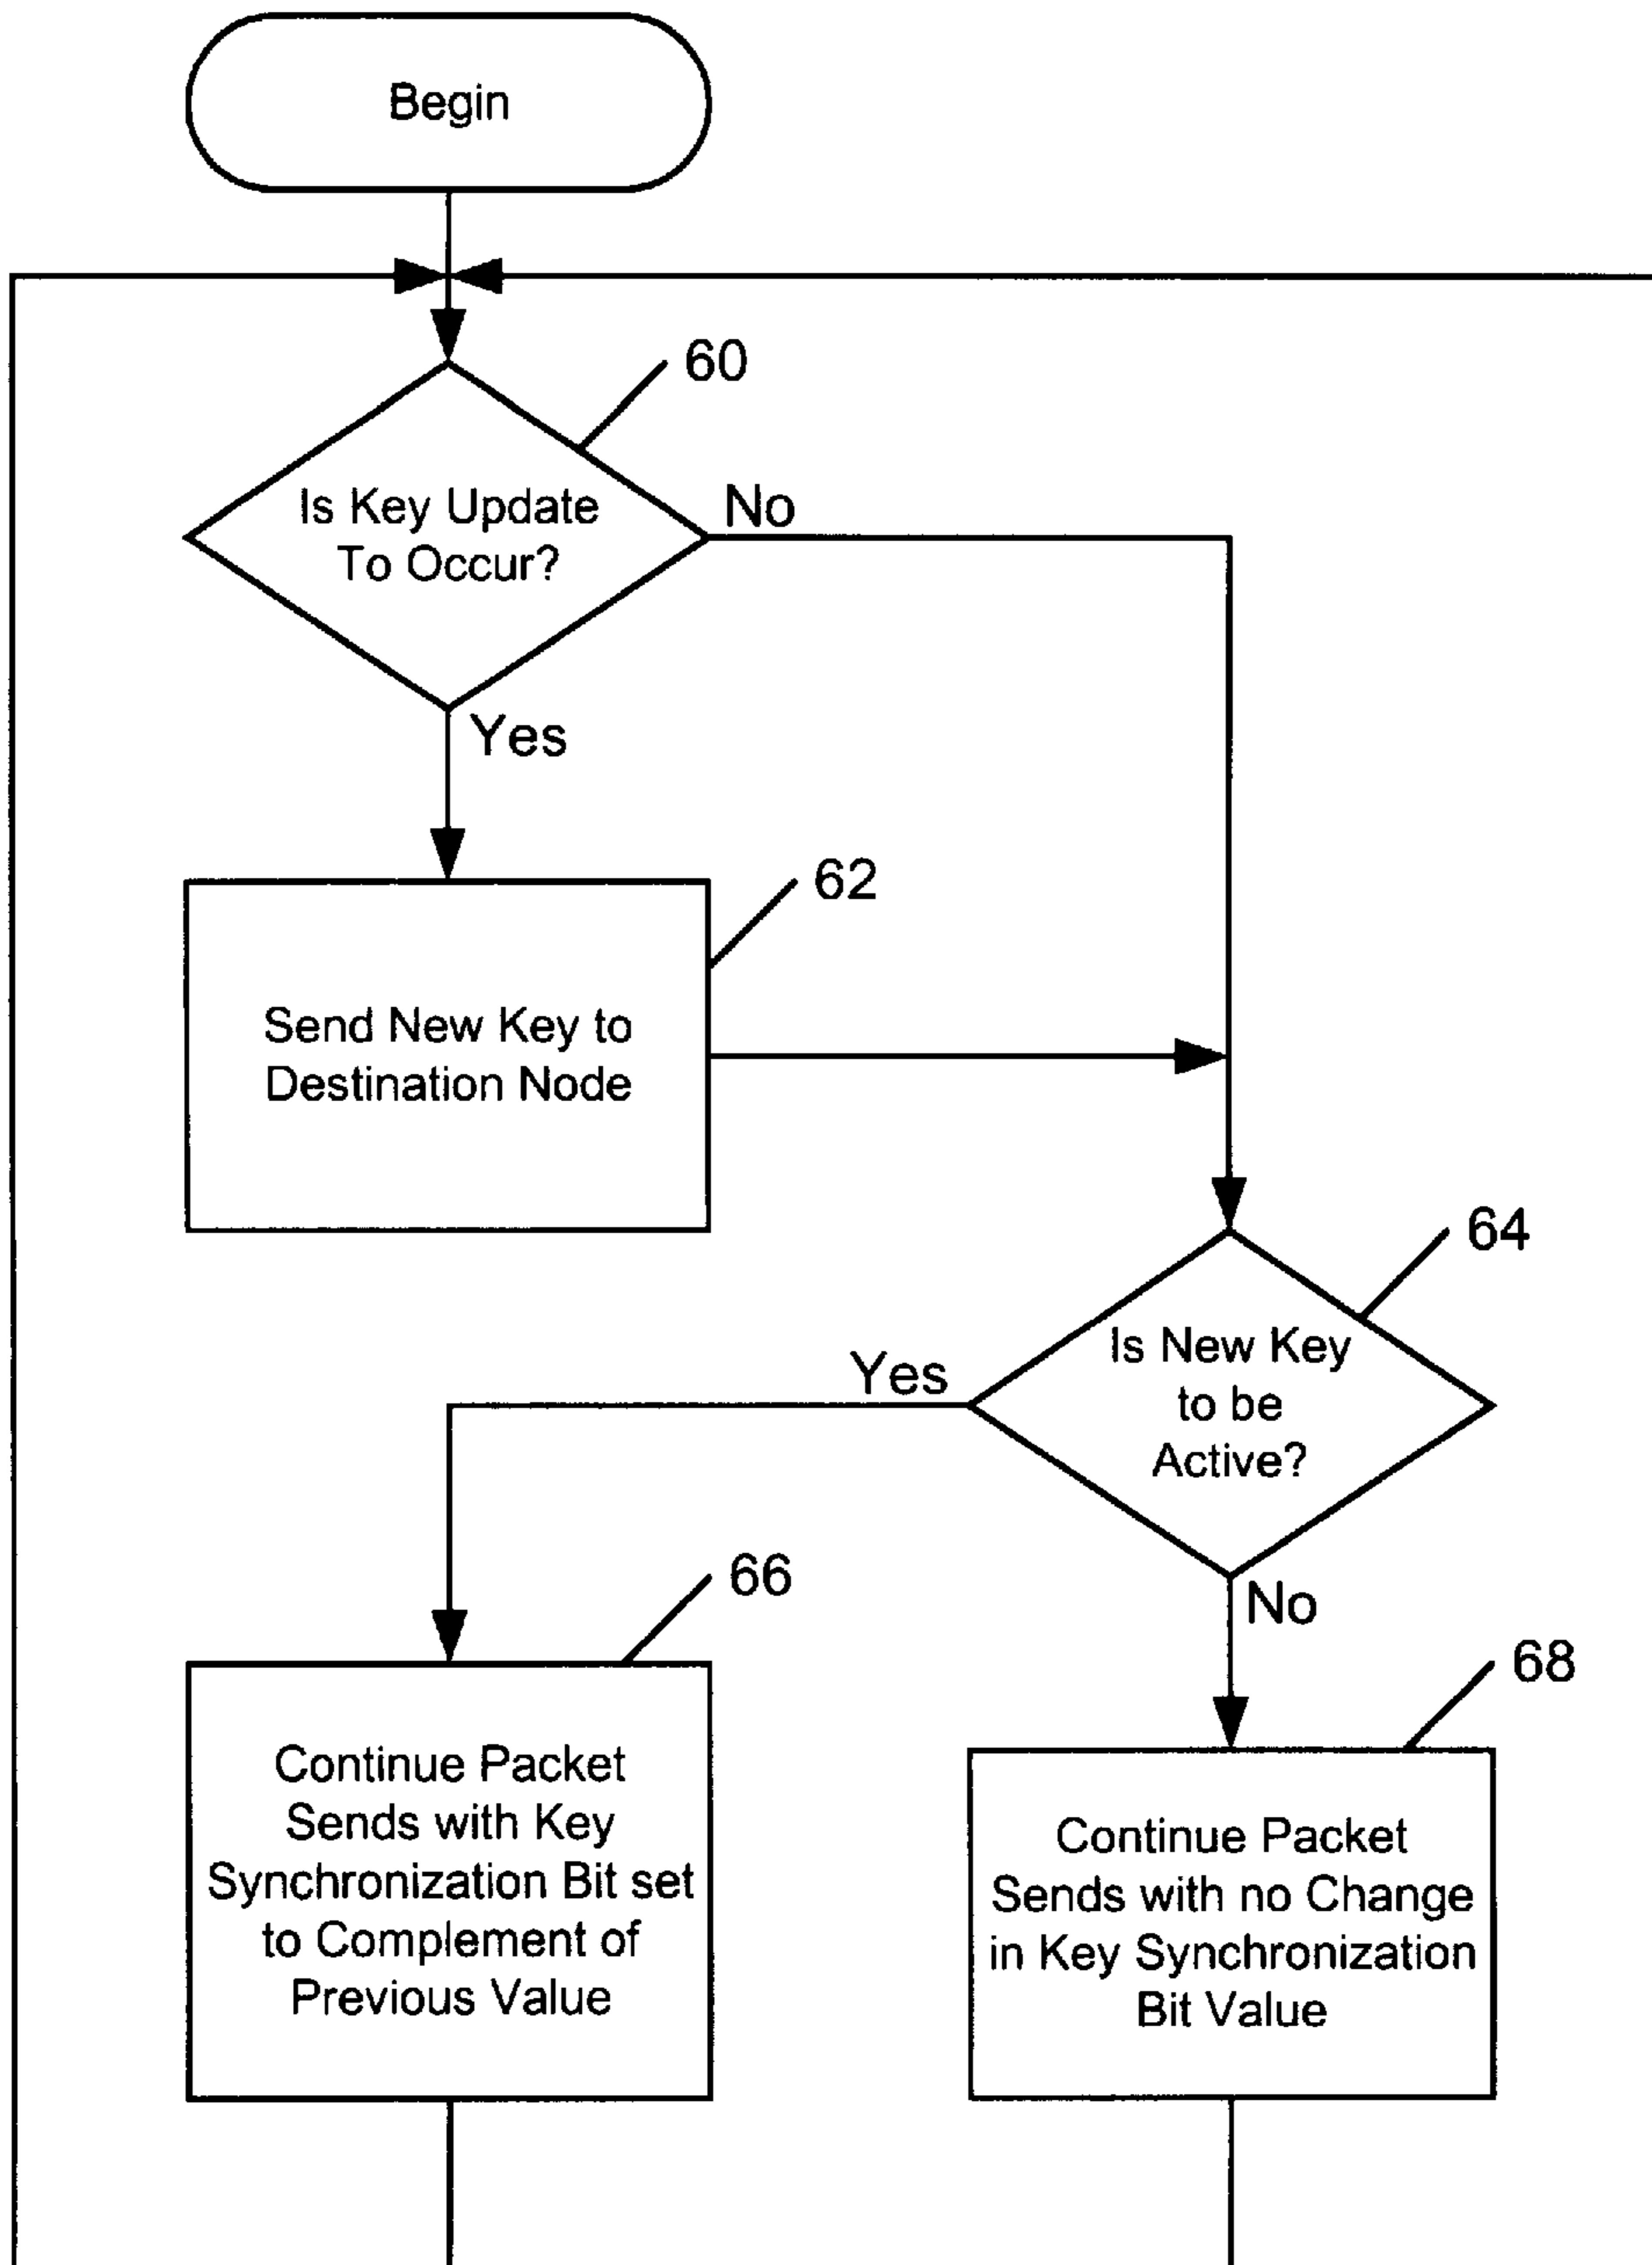 Begin
60
Is Key Update
To Occur?
No
Yes
62
Send New Key to
Destination Node
64
Is New Key
to be
Active?
Yes
No
66
68
Continue Packet
Sends with Key
Synchronization Bit set
to Complement of
Previous Value
Continue Packet
Sends with no Change
in Key Synchronization
Bit Value